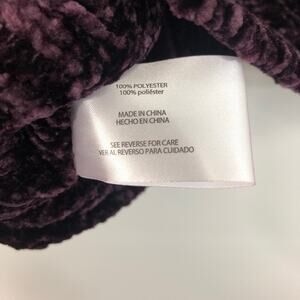 100% POLYESTER
100% poliéster
MADE IN CHINA
HECHO EN CHINA
SEE REVERSE FOR CARE
VER AL REVERSO PARA CUIDADO